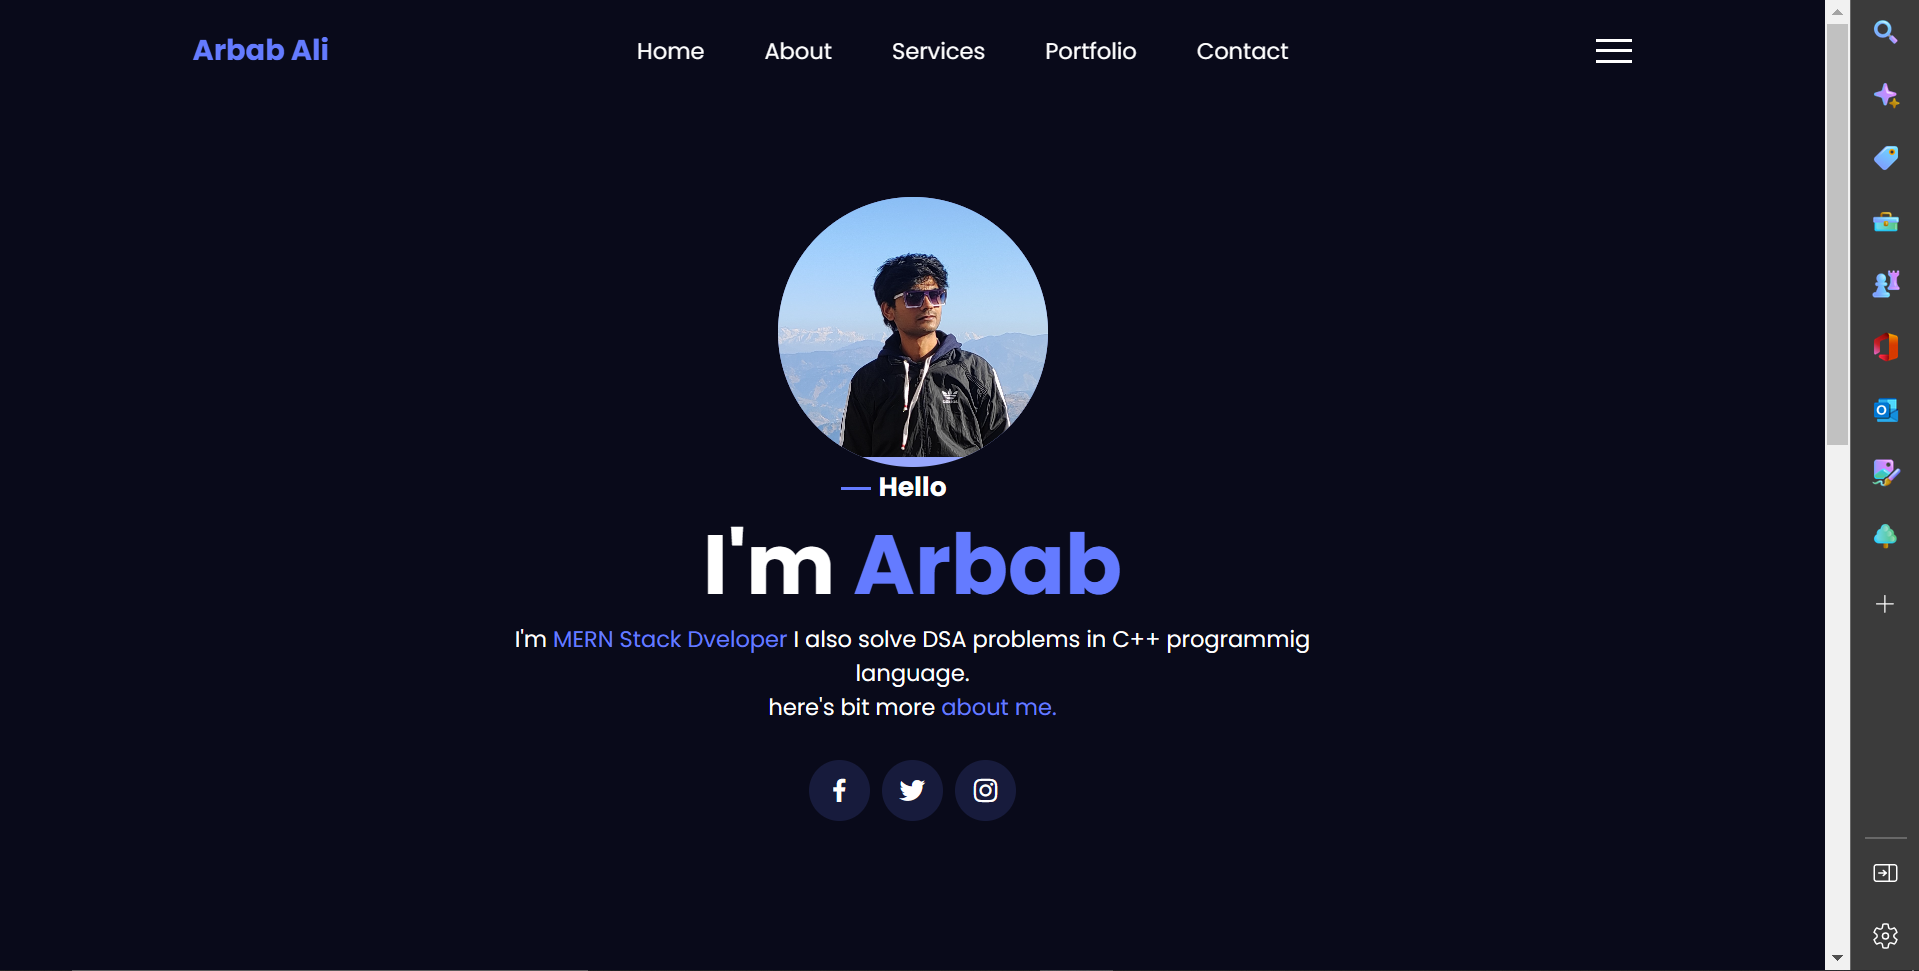 Arbab Ali
Home
About
Services
Portfolio
Contact
Hello
I'm Arbab
I'm MERN Stack Dveloper I also solve DSA problems in C++ programmig
language.
here's bit more about me.